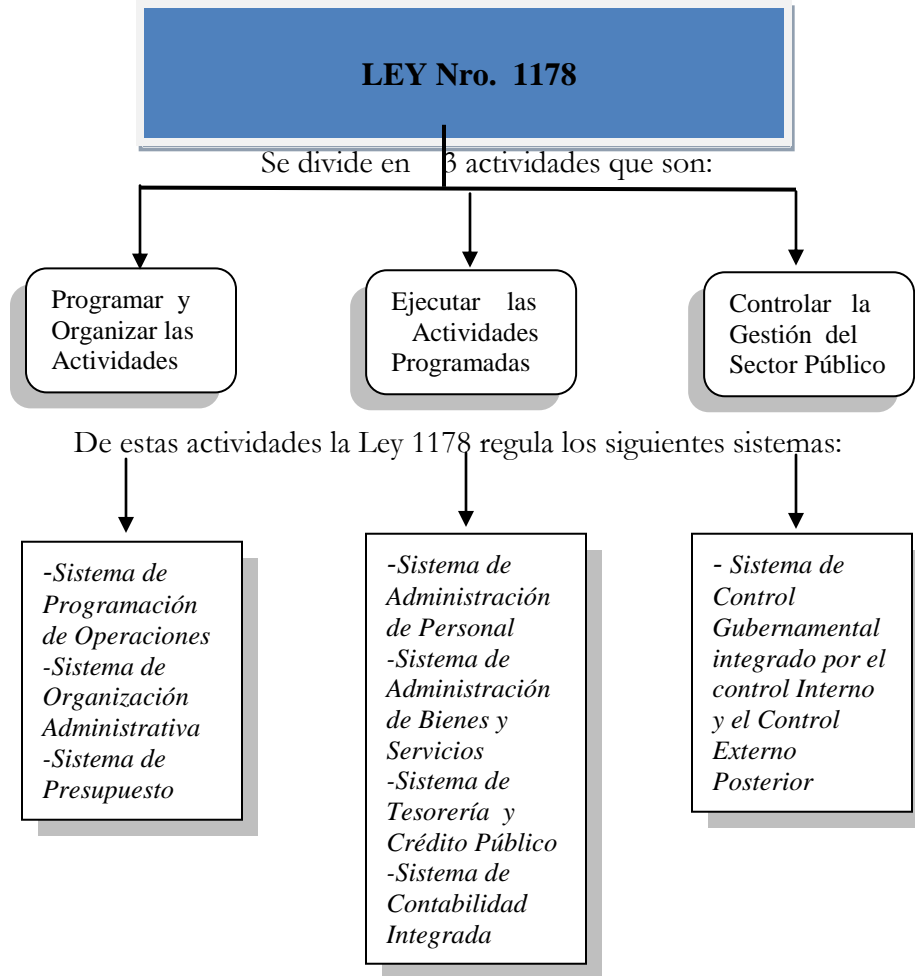 LEY Nro. 1178
Se divide en 3 actividades que son:
Programar y
Organizar las
Actividades
Ejecutar las
Actividades
Programadas
Controlar la
Gestión del
Sector Público
De estas actividades la Ley 1178 regula los siguientes sistemas:
-Sistema de
Programación
de Operaciones
-Sistema de
Organización
Administrativa
-Sistema de
Presupuesto
-Sistema de
Administración
de Personal
-Sistema de
Administración
de Bienes y
Servicios
-Sistema de
Tesorería y
Crédito Público
-Sistema de
Contabilidad
Integrada
- Sistema de
Control
Gubernamental
integrado por el
control Interno
y el Control
Externo
Posterior